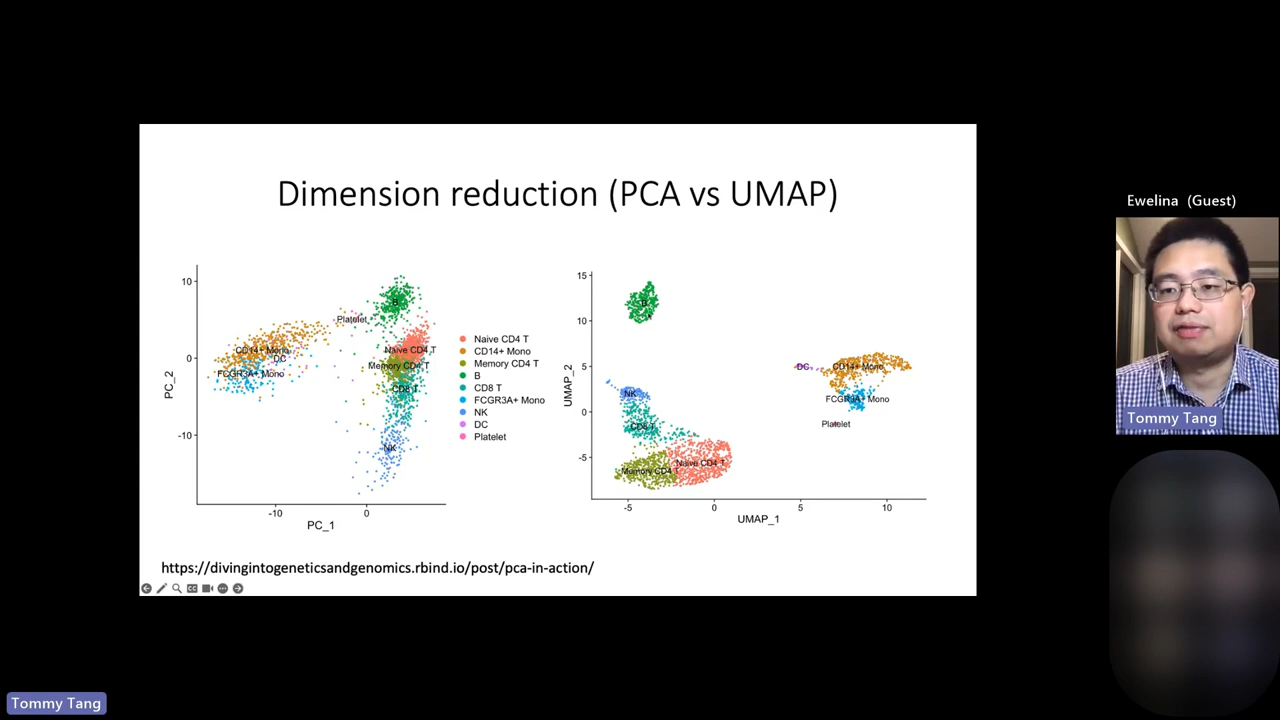 Dimension reduction (PCA vs UMAP)
10
0
-10
PC_2
-10
0
PC_1
B
Platelet
Naive CD4 T
CD14+ Mono
DC
Memory CD4 T
FCGR3A+ Mono
CD8 T
NK
Naive CD4 T
CD14+ Mono
Memory CD4 T
B
CD8 T
FCGR3A+ Mono
NK
DC
Platelet
15
10
5
0
-5
UMAP_2
-5
0
5
10
UMAP_1
B
DC
CD14+ Mono
NK
FCGR3A+ Mono
CD8 T
Platelet
Naive CD4 T
Memory CD4 T
https://divingintogeneticsandgenomics.rbind.io/post/pca-in-action/
Ewelina (Guest)
Tommy Tang
Tommy Tang